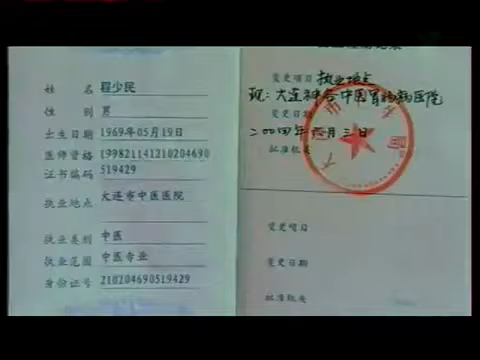 姓 名 程少民
性 别 男
出生日期 1969年05月19日
医师资格 199821141210204690
证书编码 519429
执业地点 大连市中医医院
执业类别 中医
执业范围 中医专业
身份证号 210204690519429
变更项目 执业地点
现：大连神谷中医胃肠病医院
变更日期
二00四年六月三日
批准机关
变更项目
变更日期
批准机关